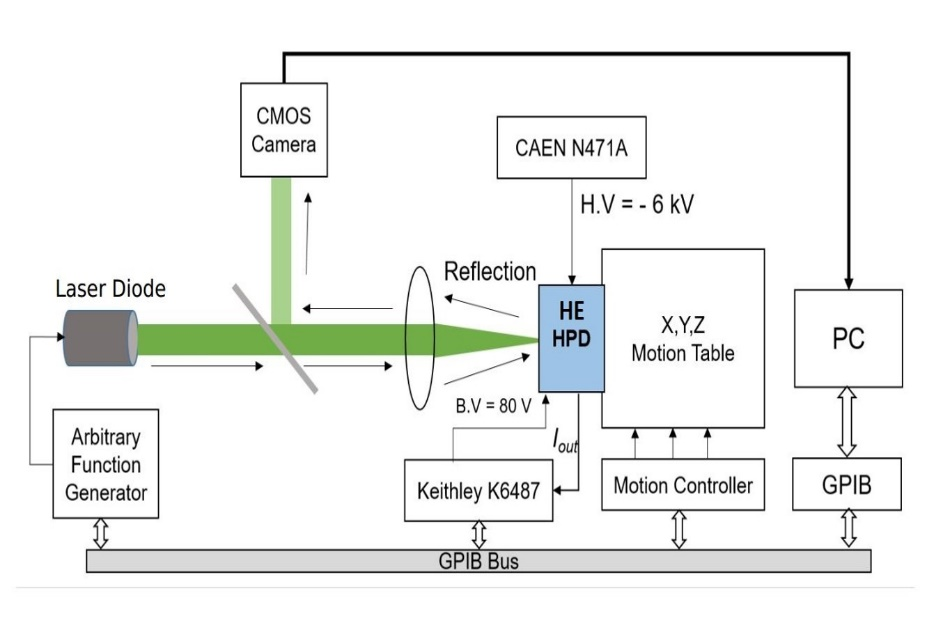 CMOS
Camera
CAEN N471A
H.V = - 6 kV
Reflection
Laser Diode
HE
HPD
X,Y,Z
Motion Table
PC
B.V = 80 V
Iout
Arbitrary
Function
Generator
Keithley K6487
Motion Controller
GPIB
GPIB Bus